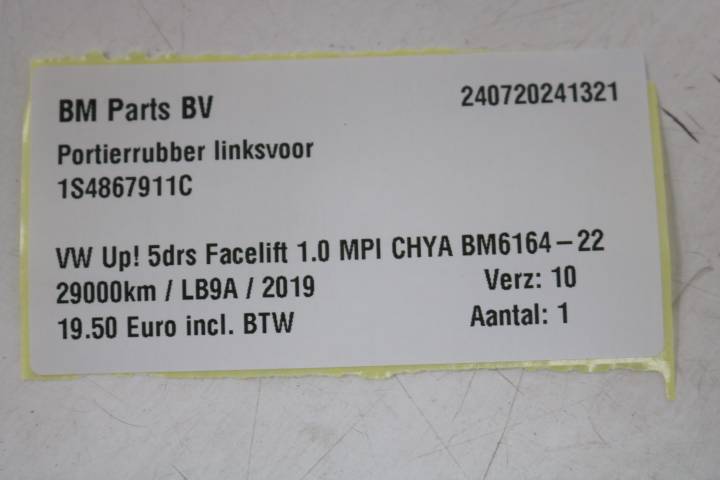 BM Parts BV 240720241321
Portierrubber linksvoor
1S4867911C
VW Up! 5drs Facelift 1.0 MPI CHYA BM6164-22
29000km / LB9A / 2019 Verz: 10
19.50 Euro incl. BTW Aantal: 1